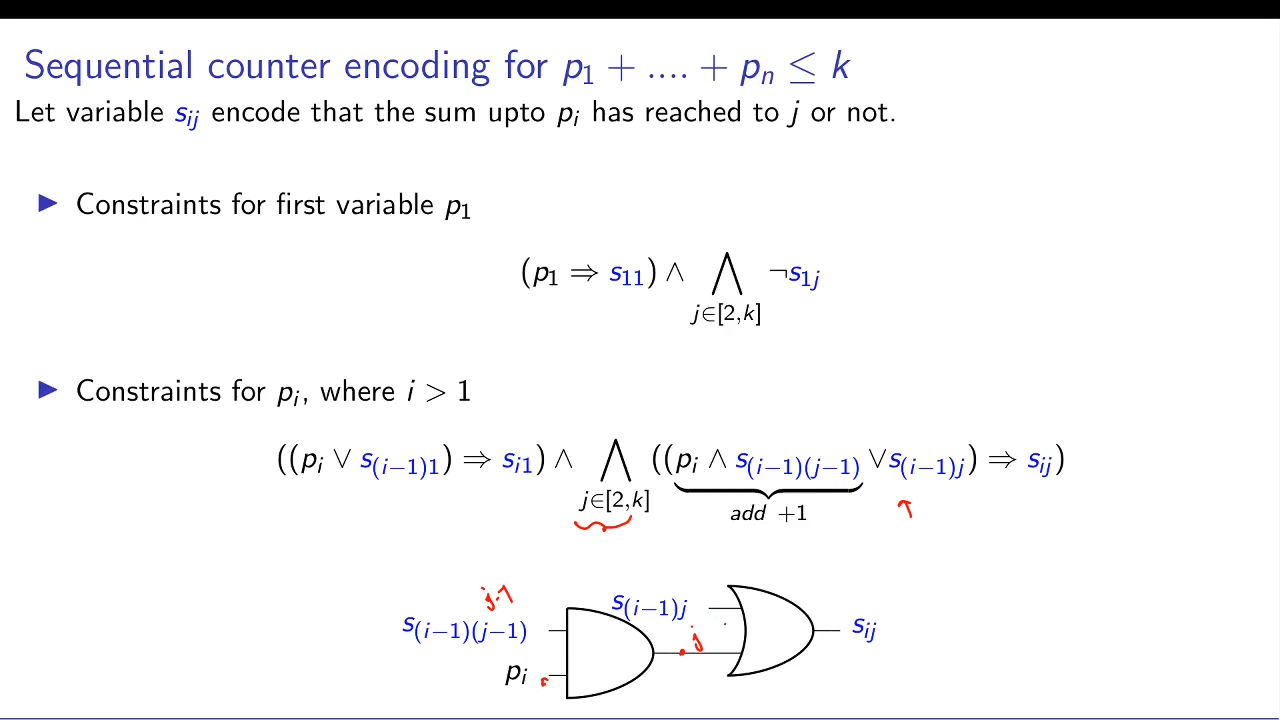 Sequential counter encoding for p₁ + .... + pₙ ≤ k
Let variable sᵢⱼ encode that the sum upto pᵢ has reached to j or not.
▶ Constraints for first variable p₁
(p₁ ⇒ s₁₁) ∧ ⋀ ¬s₁ⱼ
j∈[2,k]
▶ Constraints for pᵢ, where i > 1
((pᵢ ∨ s₍ᵢ₋₁₎₁) ⇒ sᵢ₁) ∧ ⋀ ((pᵢ ∧ s₍ᵢ₋₁₎₍ⱼ₋₁₎ ∨ s₍ᵢ₋₁₎ⱼ) ⇒ sᵢⱼ)
j∈[2,k]
add +1
j-1
s₍ᵢ₋₁₎ⱼ
s₍ᵢ₋₁₎₍ⱼ₋₁₎
j
sᵢⱼ
pᵢ